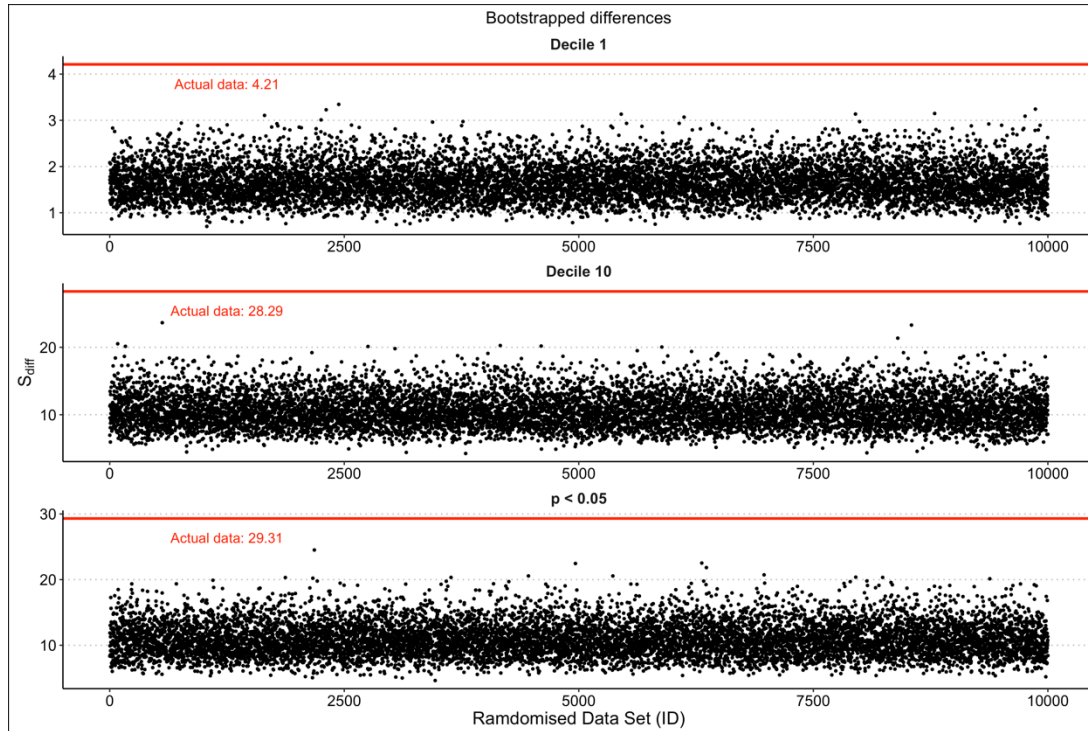 Bootstrapped differences
Decile 1
Actual data: 4.21
4
3
2
1
0 2500 5000 7500 10000
Decile 10
Actual data: 28.29
20
10
0 2500 5000 7500 10000
p < 0.05
Actual data: 29.31
30
20
10
0 2500 5000 7500 10000
Sdiff
Ramdomised Data Set (ID)